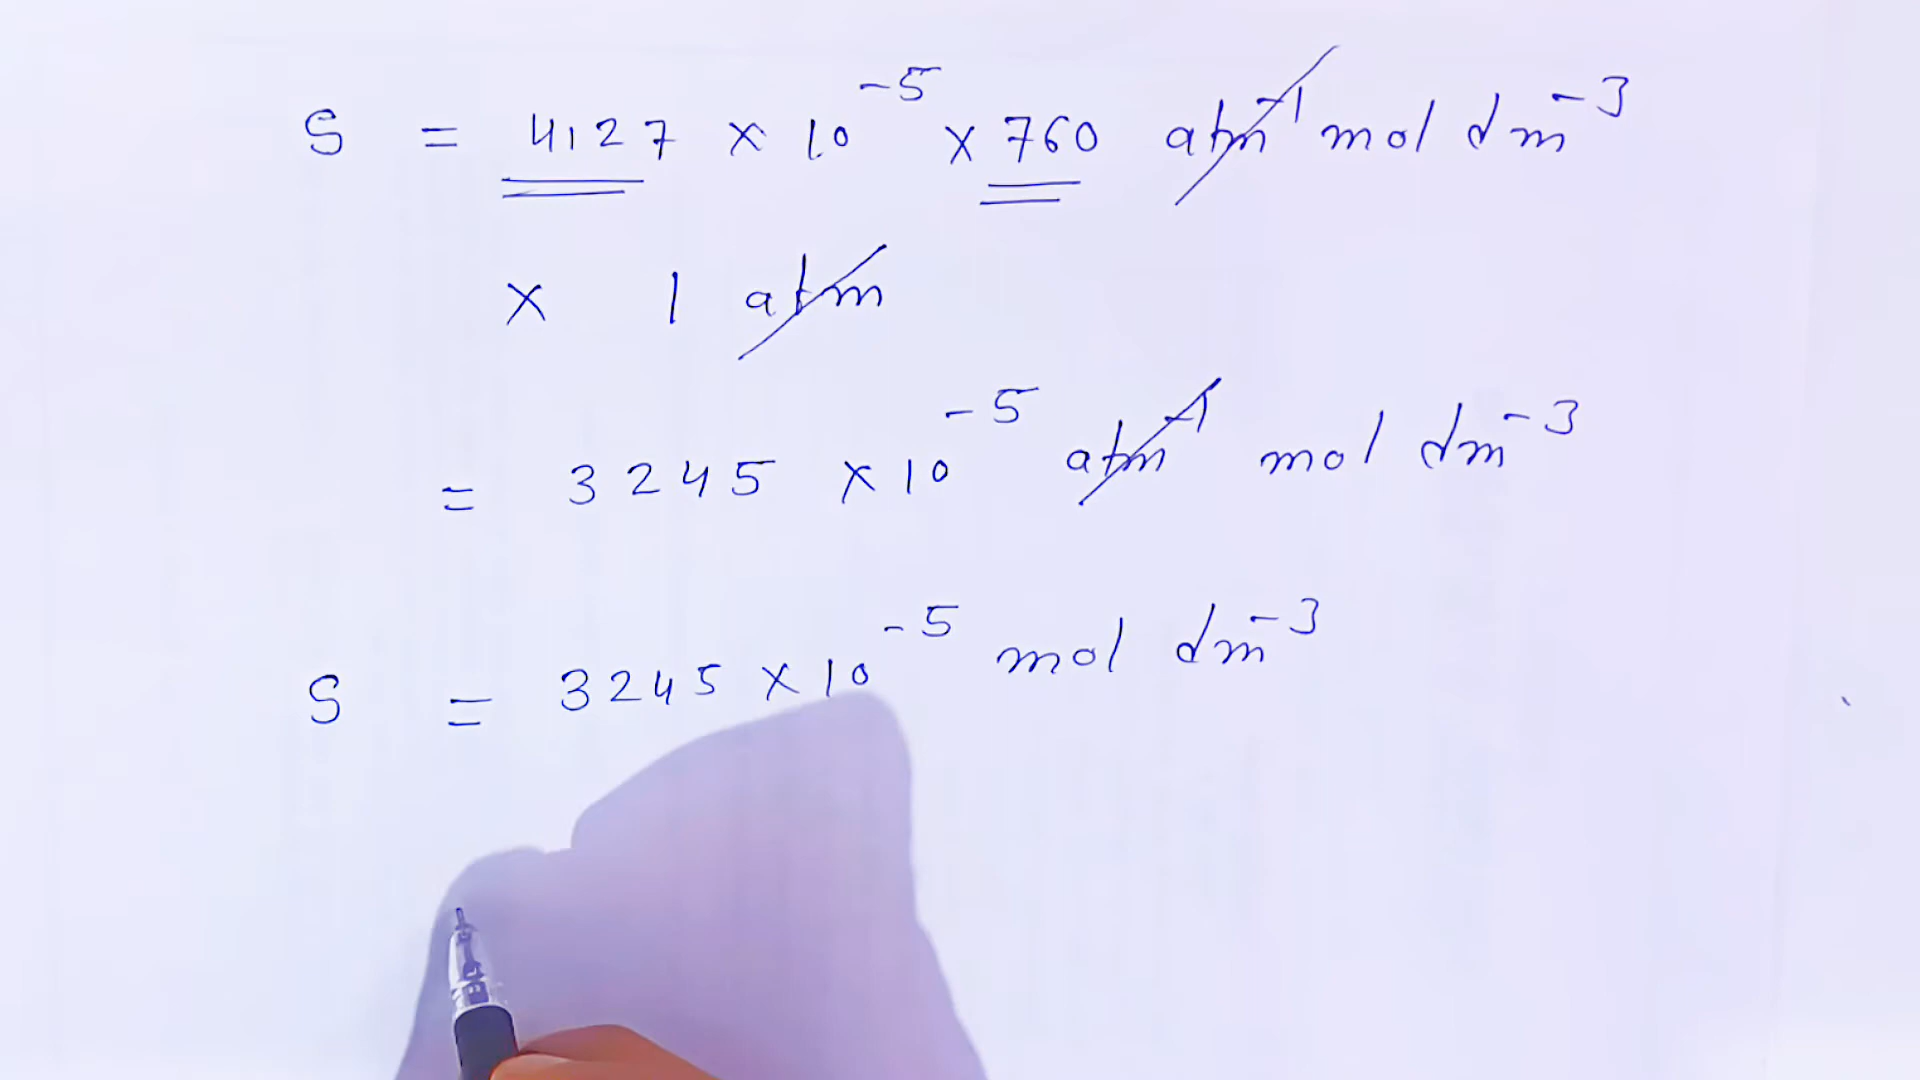 S = 4127 × 10⁻⁵ × 760 atm⁻¹ mol dm⁻³
× 1 atm
= 3245 × 10⁻⁵ atm⁻¹ mol dm⁻³
S = 3245 × 10⁻⁵ mol dm⁻³